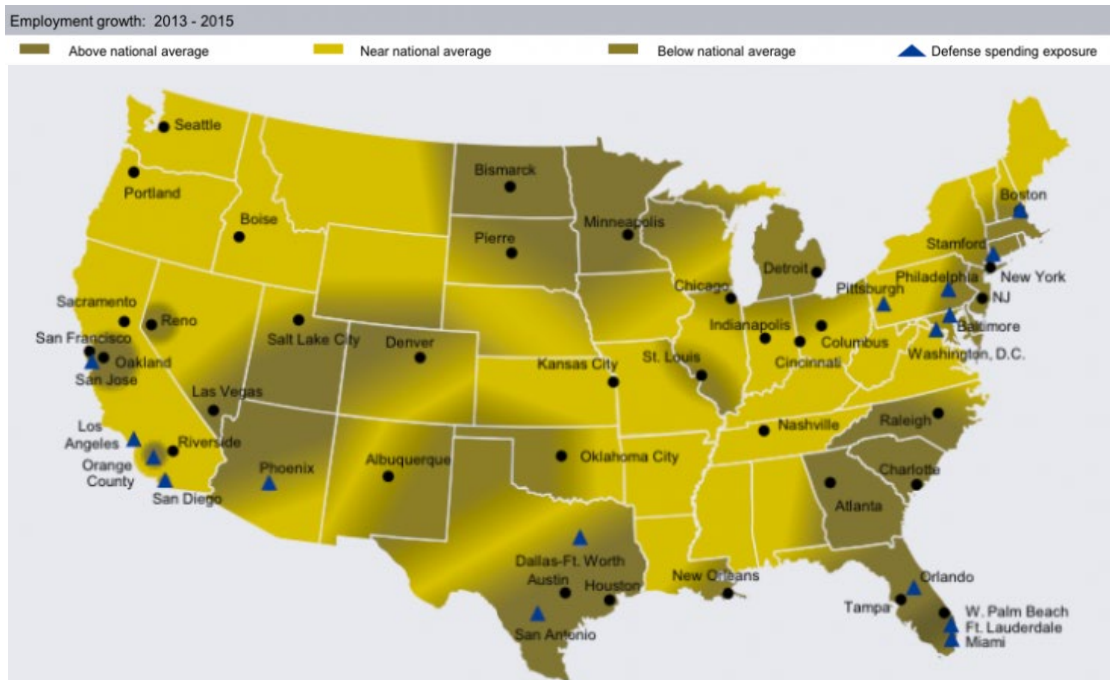 Employment growth: 2013 - 2015
Above national average
Near national average
Below national average
Defense spending exposure
Seattle
Portland
Boise
Bismarck
Pierre
Minneapolis
Boston
Stamford
New York
Detroit
Chicago
Pittsburgh
Philadelphia
NJ
Baltimore
Washington, D.C.
Sacramento
Reno
San Francisco
Oakland
San Jose
Salt Lake City
Denver
Kansas City
St. Louis
Indianapolis
Cincinnati
Columbus
Las Vegas
Los
Angeles
Riverside
Orange
County
San Diego
Phoenix
Albuquerque
Oklahoma City
Nashville
Raleigh
Charlotte
Atlanta
Dallas-Ft. Worth
Austin
Houston
San Antonio
New Orleans
Orlando
Tampa
W. Palm Beach
Ft. Lauderdale
Miami